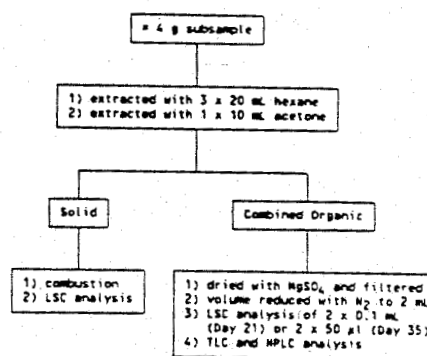 ≈ 4 g subsample
1) extracted with 3 x 20 mL hexane
2) extracted with 1 x 10 mL acetone
Solid
Combined Organic
1) combustion
2) LSC analysis
1) dried with MgSO₄ and filtered
2) volume reduced with N₂ to 2 mL
3) LSC analysis of 2 x 0.1 mL
(Day 21) or 2 x 50 µl (Day 35)
4) TLC and HPLC analysis